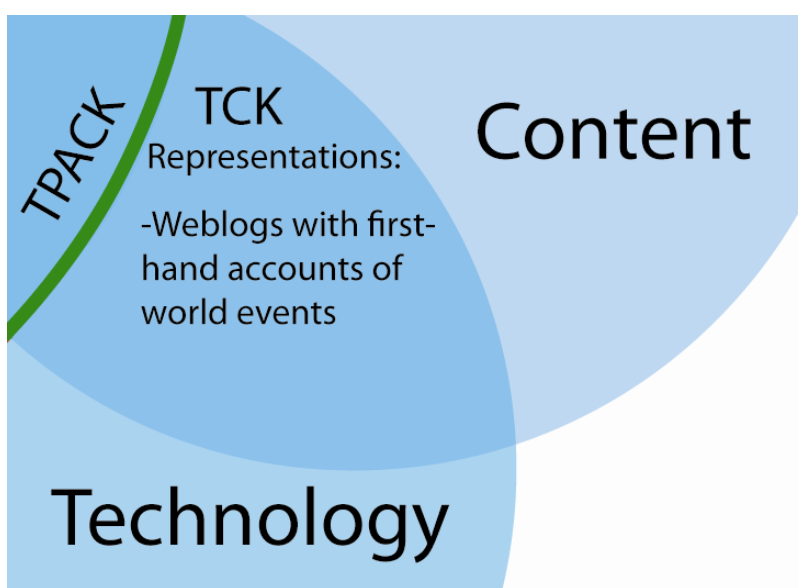 TPACK
TCK
Representations:
-Weblogs with first-
hand accounts of
world events
Content
Technology